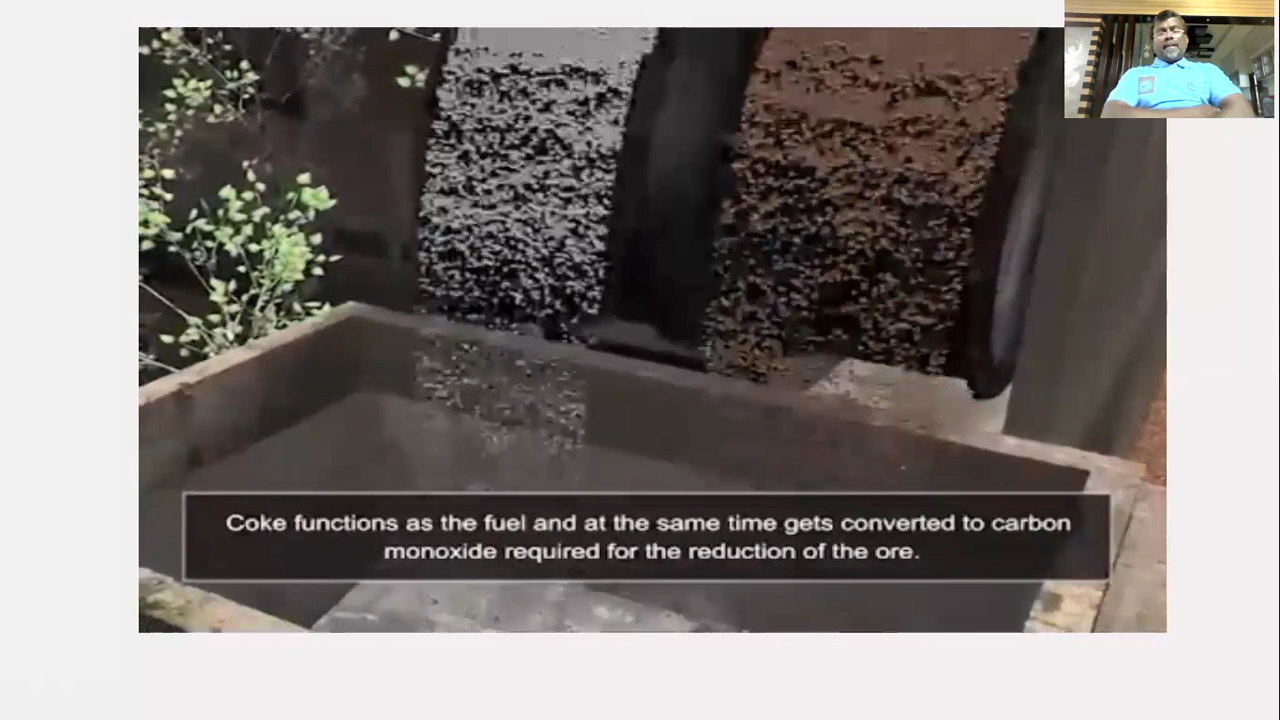 Coke functions as the fuel and at the same time gets converted to carbon
monoxide required for the reduction of the ore.